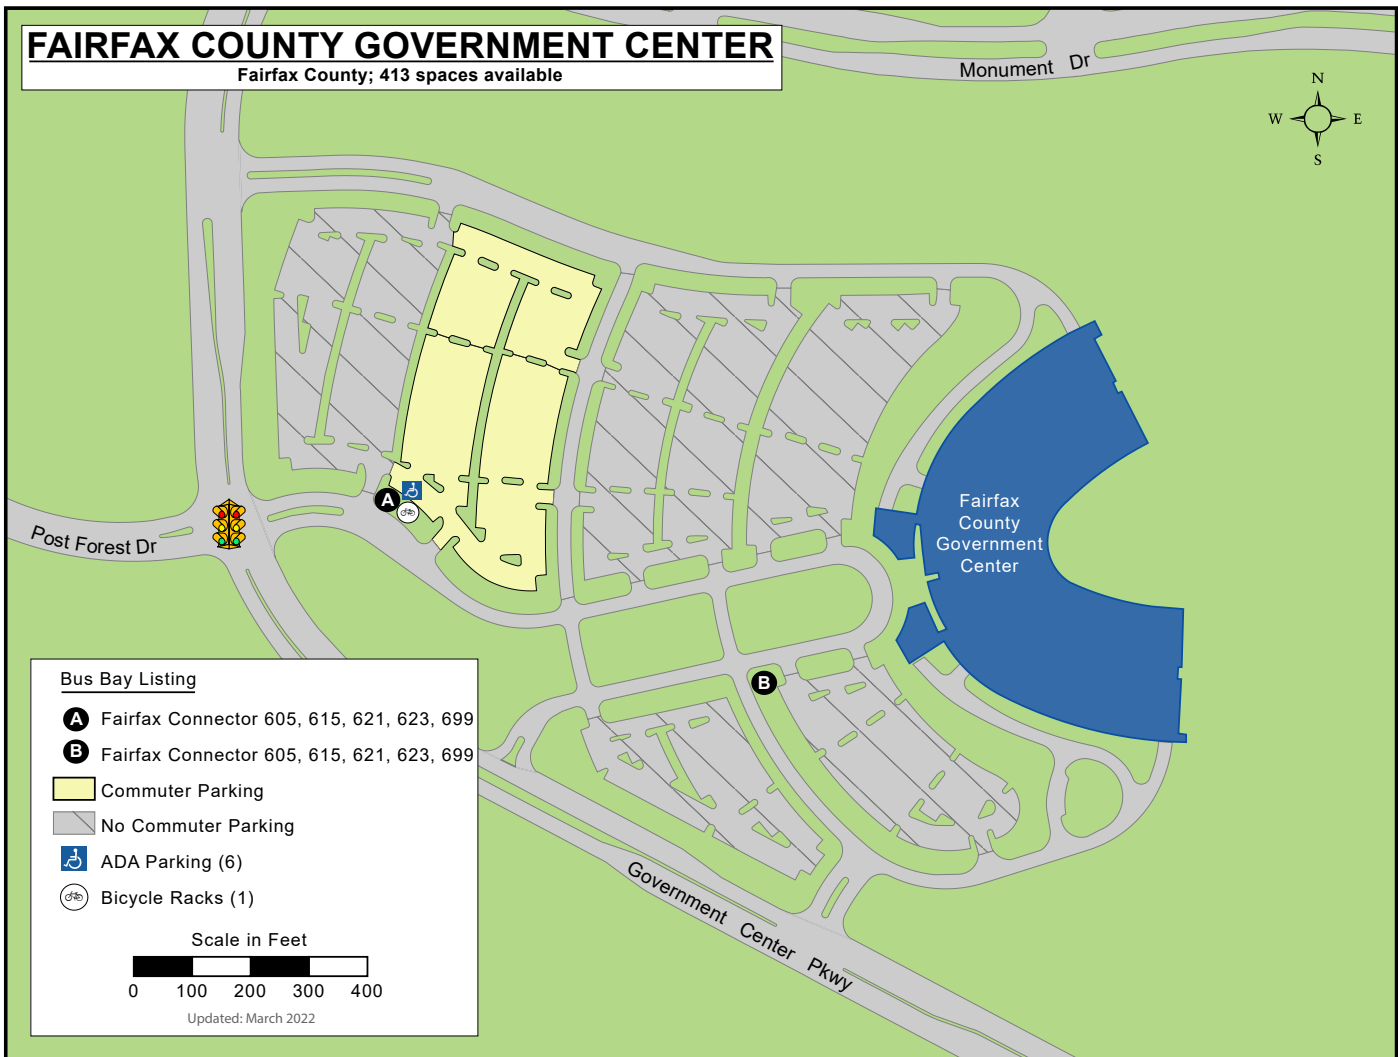 FAIRFAX COUNTY GOVERNMENT CENTER
Fairfax County; 413 spaces available
Monument Dr
N
W E
S
Fairfax
County
Government
Center
A
Post Forest Dr
B
Bus Bay Listing
A Fairfax Connector 605, 615, 621, 623, 699
B Fairfax Connector 605, 615, 621, 623, 699
Commuter Parking
No Commuter Parking
ADA Parking (6)
Bicycle Racks (1)
Scale in Feet
0 100 200 300 400
Updated: March 2022
Government Center Pkwy